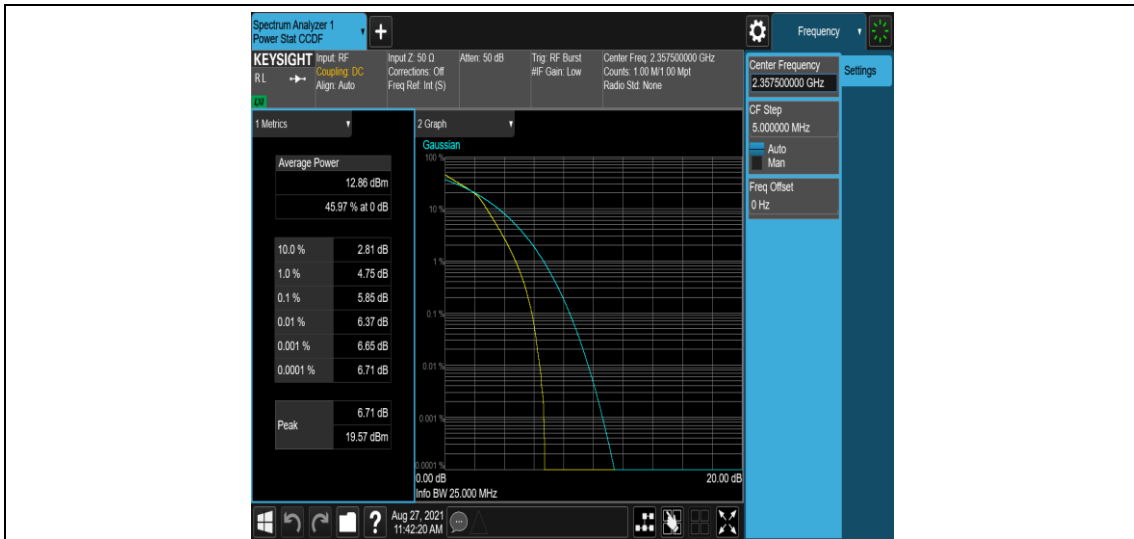 Spectrum Analyzer 1
Power Stat CCDF
+
Frequency
KEYSIGHT
RL
LM
Input: RF
Coupling: DC
Align: Auto
Input Z: 50 Ω
Corrections: Off
Freq Ref: Int (S)
Atten: 50 dB
Trig: RF Burst
#IF Gain: Low
Center Freq: 2.357500000 GHz
Counts: 1.00 M/1.00 Mpt
Radio Std: None
Center Frequency
2.357500000 GHz
Settings
CF Step
5.000000 MHz
Auto
Man
Freq Offset
0 Hz
1 Metrics
Average Power
12.86 dBm
45.97 % at 0 dB
10.0 % 2.81 dB
1.0 % 4.75 dB
0.1 % 5.85 dB
0.01 % 6.37 dB
0.001 % 6.65 dB
0.0001 % 6.71 dB
Peak
6.71 dB
19.57 dBm
2 Graph
Gaussian
100 %
10 %
1 %
0.1 %
0.01 %
0.001 %
0.0001 %
0.00 dB
20.00 dB
Info BW 25.000 MHz
?
Aug 27, 2021
11:42:20 AM